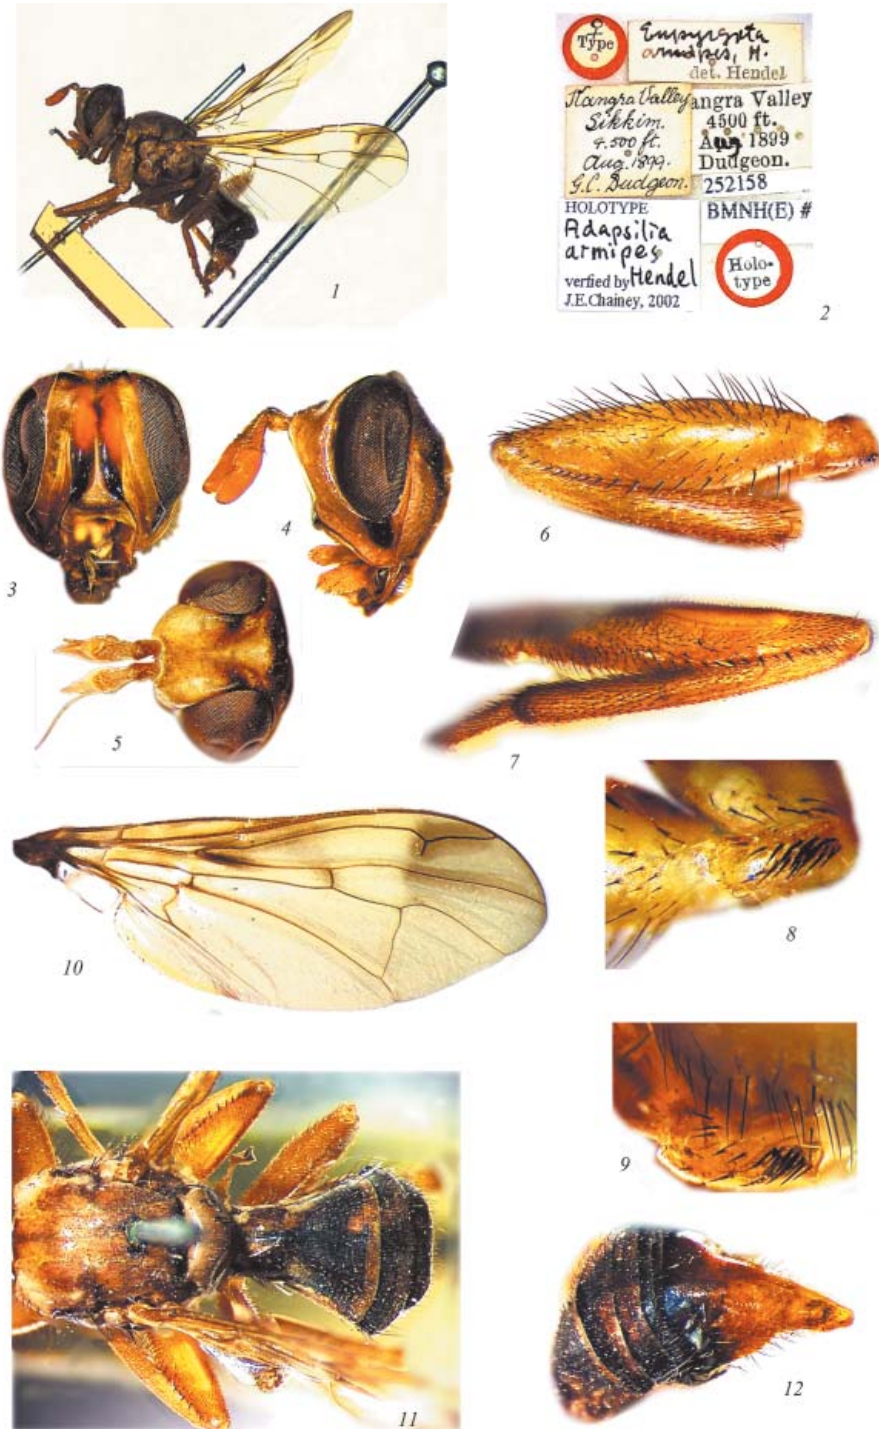 1
Type
Eupyrgota
armipes, H.
det. Hendel
Kangra Valley
Sikkim.
4.500 ft.
Aug. 1899.
G.C. Dudgeon.
angra Valley
4500 ft.
Aug 1899
Dudgeon.
252158
BMNH(E) #
HOLOTYPE
Adapsilia
armipes
verfied by Hendel
J.E.Chainey, 2002
Holo-
type
2
3
4
5
6
7
8
9
10
11
12